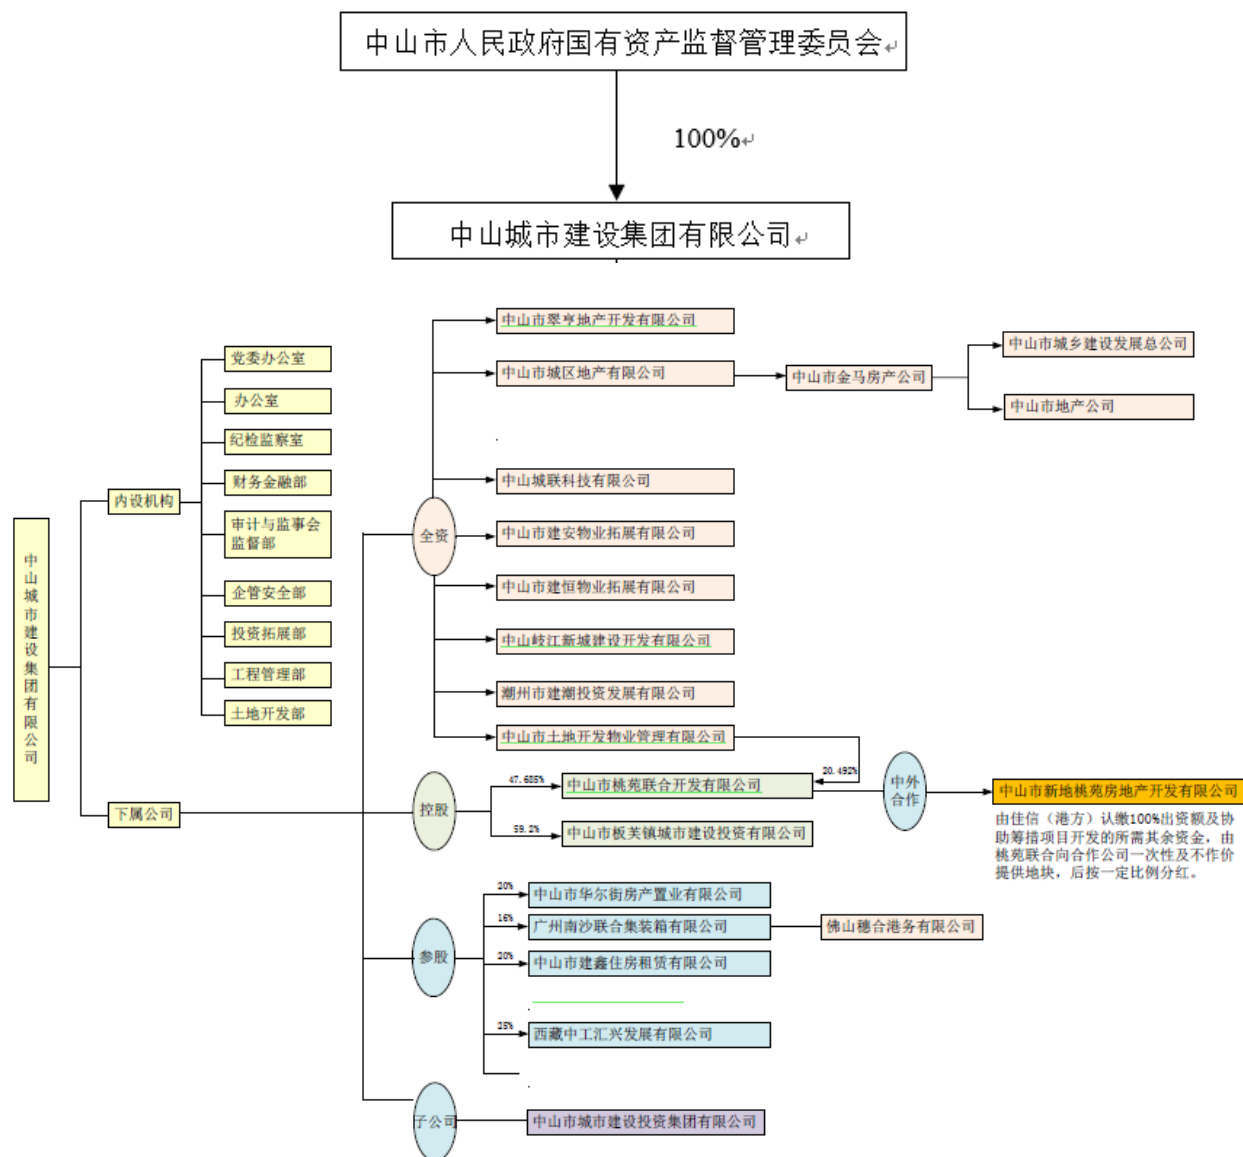 中山市人民政府国有资产监督管理委员会
100%
中山城市建设集团有限公司
中山城市建设集团有限公司
内设机构
党委办公室
办公室
纪检监察室
财务金融部
审计与监事会
监督部
企管安全部
投资拓展部
工程管理部
土地开发部
下属公司
全资
中山市翠亨地产开发有限公司
中山市城区地产有限公司
中山市金马房产公司
中山市城乡建设发展总公司
中山市地产公司
中山城联科技有限公司
中山市建安物业拓展有限公司
中山市建恒物业拓展有限公司
中山岐江新城建设开发有限公司
潮州市建潮投资发展有限公司
中山市土地开发物业管理有限公司
控股
47.685%
中山市桃苑联合开发有限公司
20.492%
中外
合作
中山市新地桃苑房地产开发有限公司
由佳信（港方）认缴100%出资额及协
助筹措项目开发的所需其余资金，由
桃苑联合向合作公司一次性及不作价
提供地块，后按一定比例分红。
59.2%
中山市板芙镇城市建设投资有限公司
参股
20%
中山市华尔街房产置业有限公司
16%
广州南沙联合集装箱有限公司
佛山穗合港务有限公司
20%
中山市建鑫住房租赁有限公司
25%
西藏中工汇兴发展有限公司
子公司
中山市城市建设投资集团有限公司